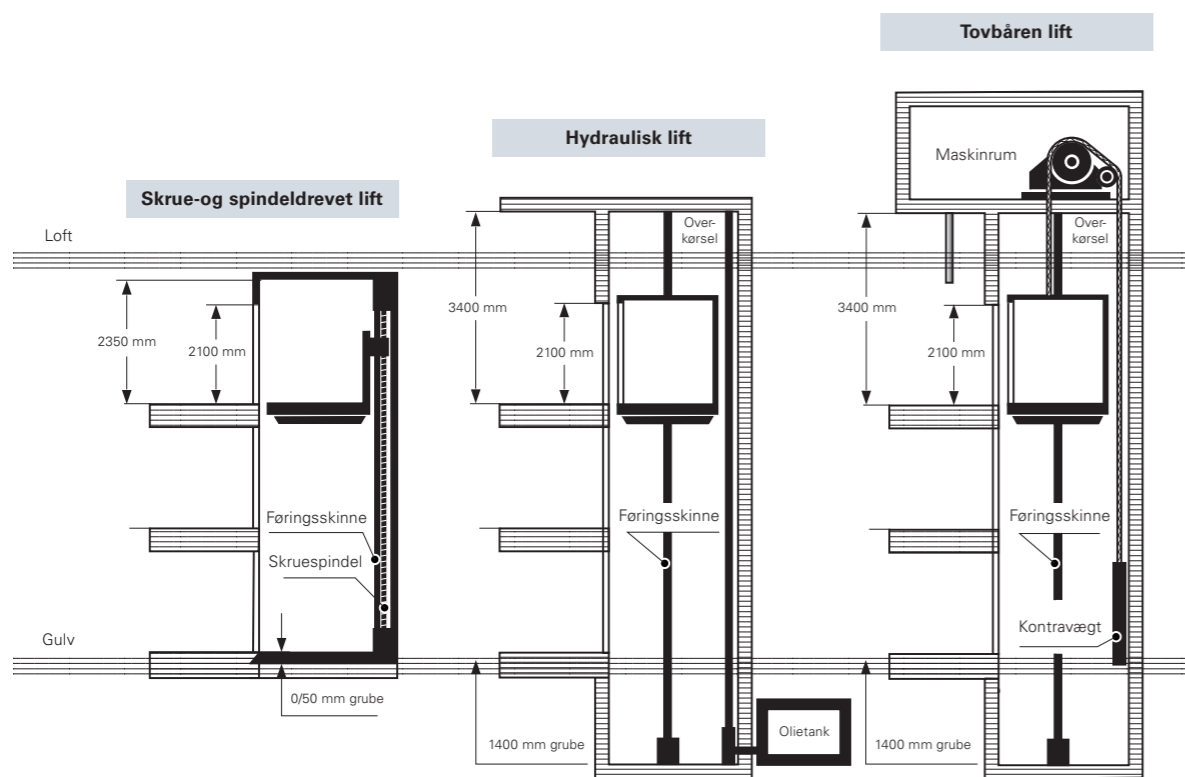 Tovbåren lift
Hydraulisk lift
Maskinrum
Skrue-og spindeldrevet lift
Loft
Over-
kørsel
Over-
kørsel
2350 mm
2100 mm
3400 mm
2100 mm
3400 mm
2100 mm
Føringsskinne
Skruespindel
Føringsskinne
Føringsskinne
Kontravægt
Gulv
0/50 mm grube
1400 mm grube
Olietank
1400 mm grube